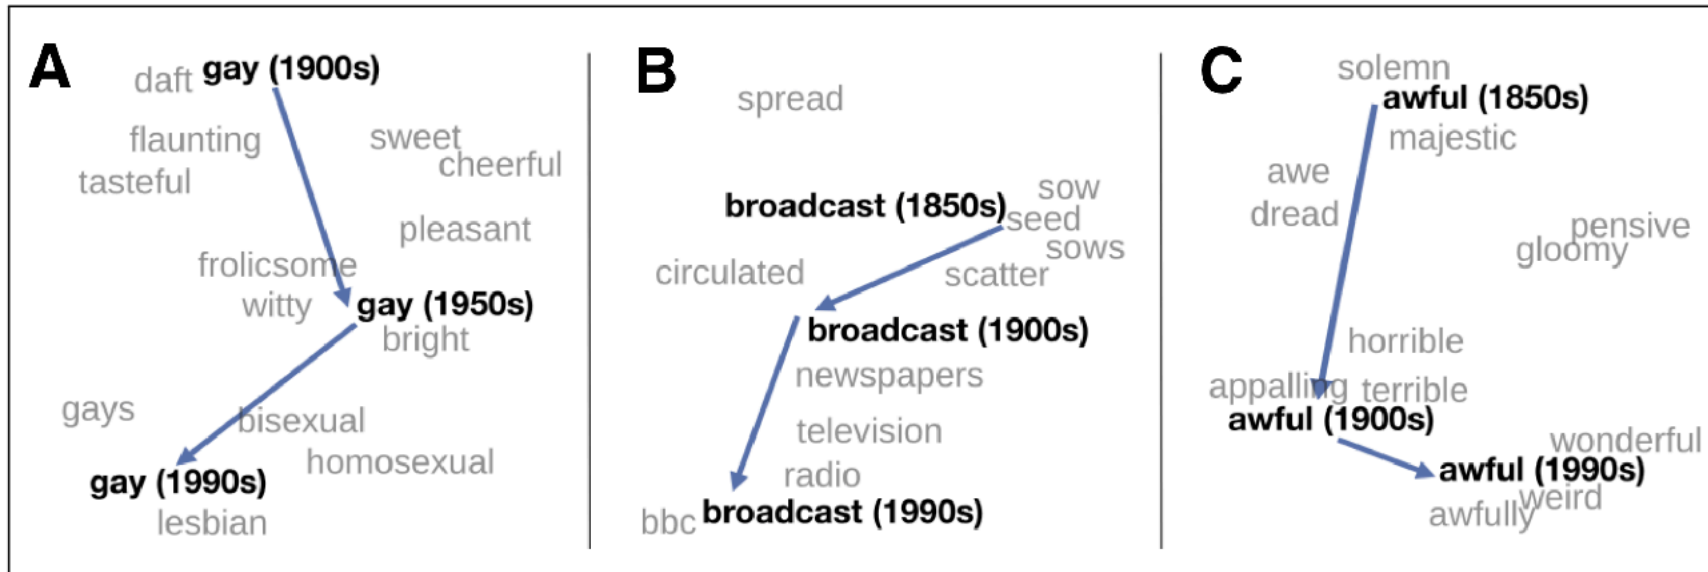 A
daft gay (1900s)
flaunting
sweet
cheerful
tasteful
pleasant
frolicsome
witty
gay (1950s)
bright
gays
bisexual
homosexual
gay (1990s)
lesbian
B
spread
sow
broadcast (1850s)
seed
sows
circulated
scatter
broadcast (1900s)
newspapers
television
radio
bbc broadcast (1990s)
C
solemn
awful (1850s)
majestic
awe
dread
pensive
gloomy
horrible
appalling terrible
awful (1900s)
wonderful
awful (1990s)
weird
awfully